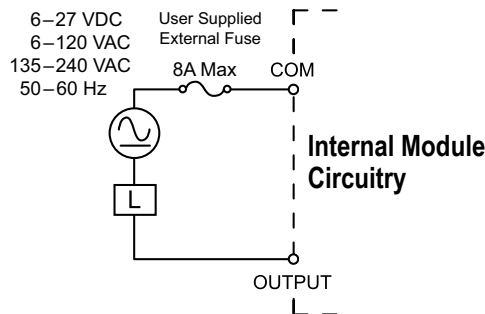 6–27 VDC
6–120 VAC
135–240 VAC
50–60 Hz
User Supplied
External Fuse
8A Max
COM
L
Internal Module
Circuitry
OUTPUT